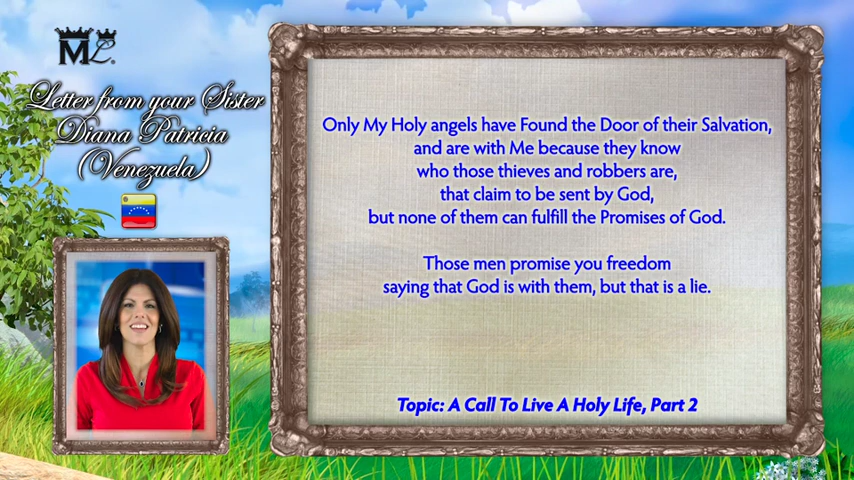 ML®
Letter from your Sister
Diana Patricia
(Venezuela)
Only My Holy angels have Found the Door of their Salvation,
and are with Me because they know
who those thieves and robbers are,
that claim to be sent by God,
but none of them can fulfill the Promises of God.
Those men promise you freedom
saying that God is with them, but that is a lie.
Topic: A Call To Live A Holy Life, Part 2